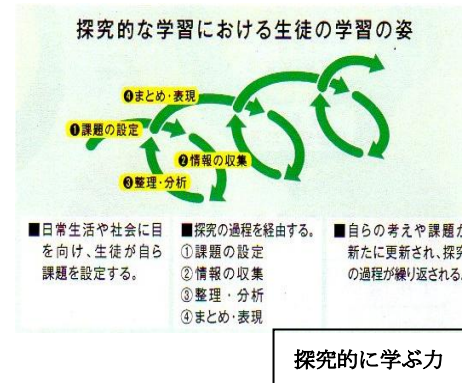 探究的な学習における生徒の学習の姿
❹まとめ・表現
❶課題の設定
❷情報の収集
❸整理・分析
■日常生活や社会に目
を向け、生徒が自ら
課題を設定する。
■探究の過程を経由する。
①課題の設定
②情報の収集
③整理・分析
④まとめ・表現
■自らの考えや課題が
新たに更新され、探究
の過程が繰り返される。
探究的に学ぶ力